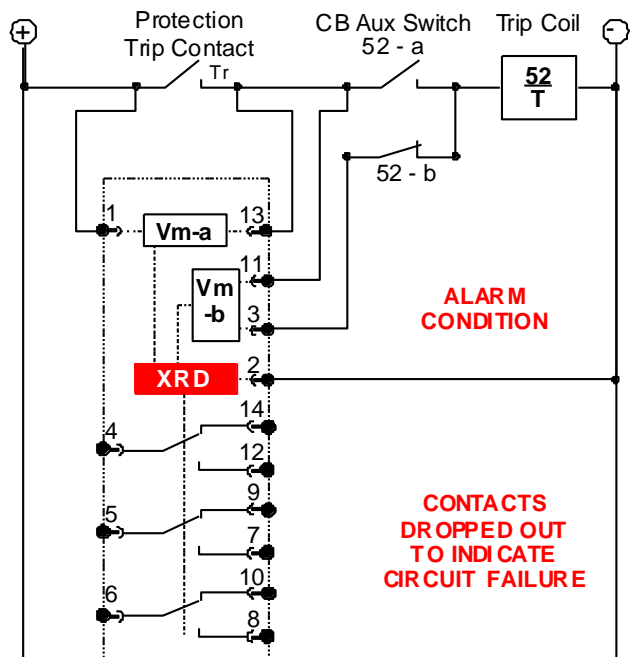 Protection
Trip Contact
CB Aux Switch
52 - a
Trip Coil
+
-
Tr
52
T
52 - b
1
13
Vm-a
11
Vm
-b
3
ALARM
CONDITION
XRD
2
4
14
12
5
9
7
CONTACTS
DROPPED OUT
TO INDICATE
CIRCUIT FAILURE
6
10
8